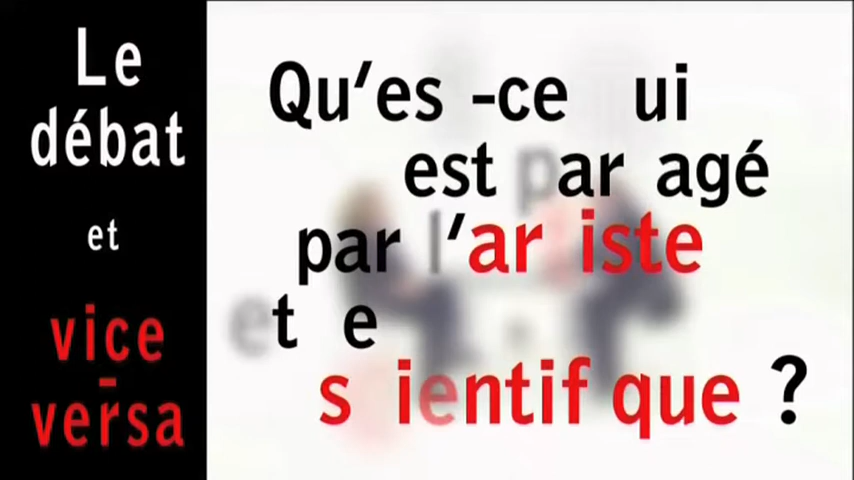 Le
débat
et
vice
-
versa
Qu'es -ce ui
est par agé
par l'ar iste
et e
s ientif que ?